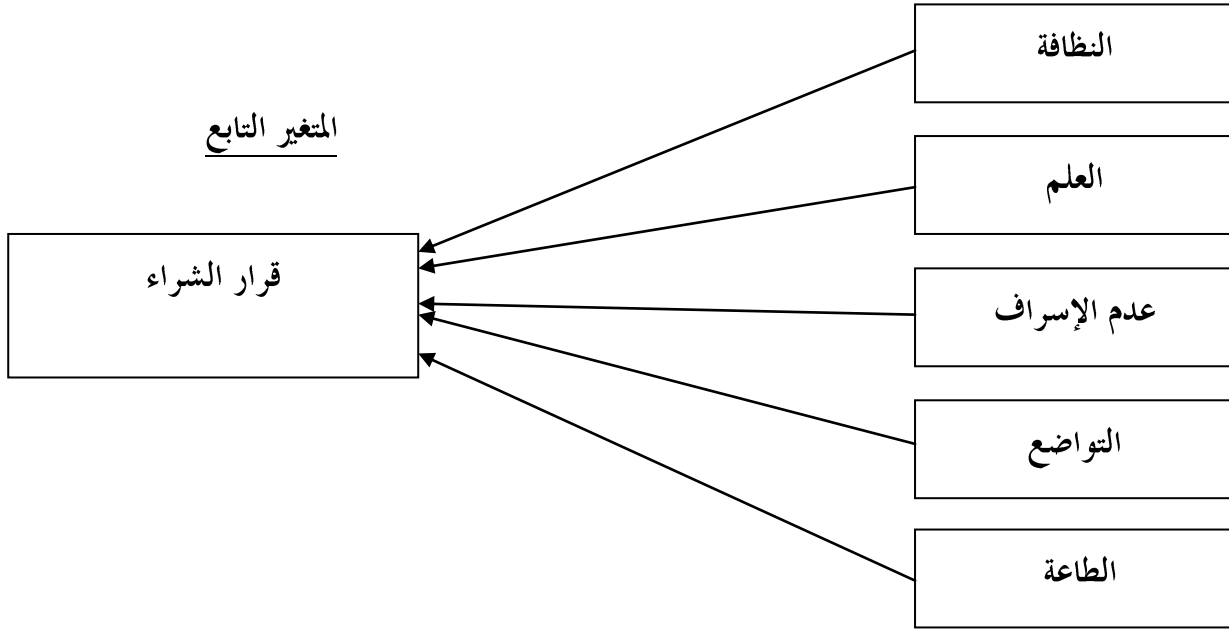 النظافة
المتغير التابع
العلم
قرار الشراء
عدم الإسراف
التواضع
الطاعة